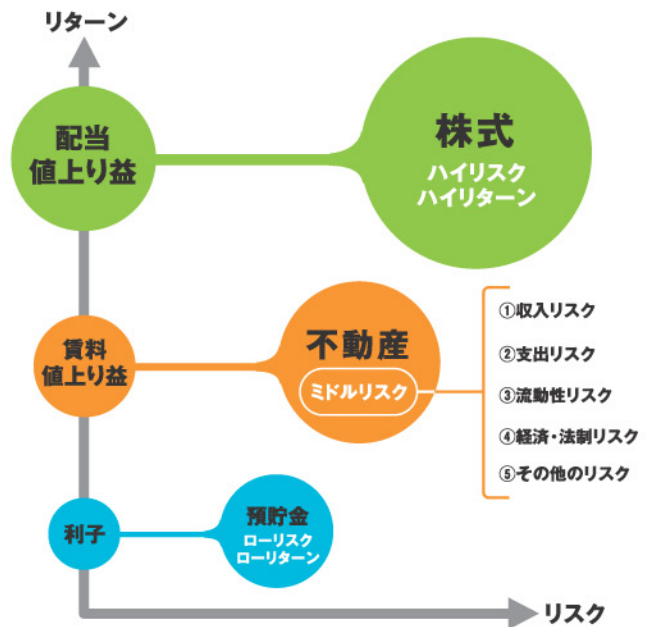 リターン
配当
値上り益
株式
ハイリスク
ハイリターン
賃料
値上り益
不動産
ミドルリスク
①収入リスク
②支出リスク
③流動性リスク
④経済・法制リスク
⑤その他のリスク
利子
預貯金
ローリスク
ローリターン
リスク